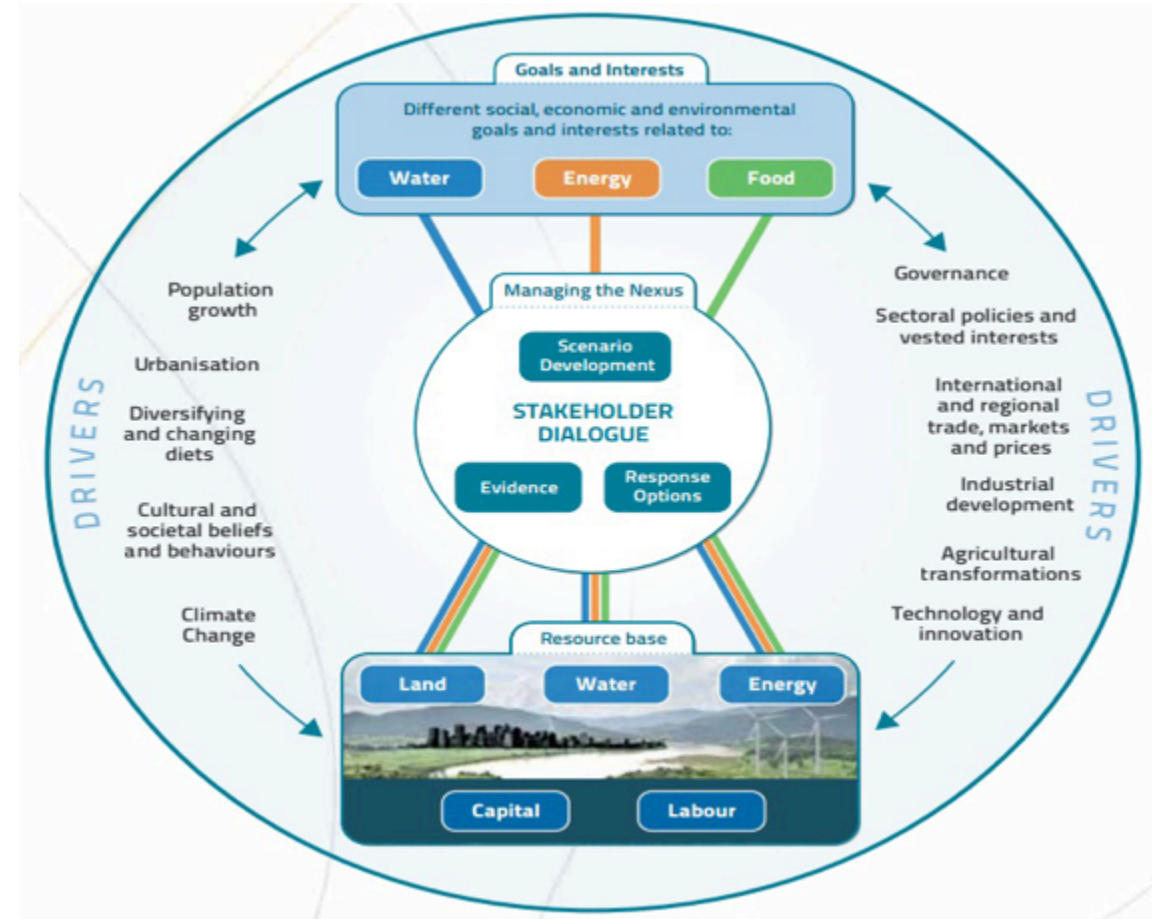 Goals and Interests
Different social, economic and environmental
goals and interests related to:
Water
Energy
Food
Managing the Nexus
Scenario
Development
STAKEHOLDER
DIALOGUE
Evidence
Response
Options
DRIVERS
Population
growth
Urbanisation
Diversifying
and changing
diets
Cultural and
societal beliefs
and behaviours
Climate
Change
Governance
Sectoral policies and
vested interests
International
and regional
trade, markets
and prices
Industrial
development
Agricultural
transformations
Technology and
innovation
DRIVERS
Resource base
Land
Water
Energy
Capital
Labour